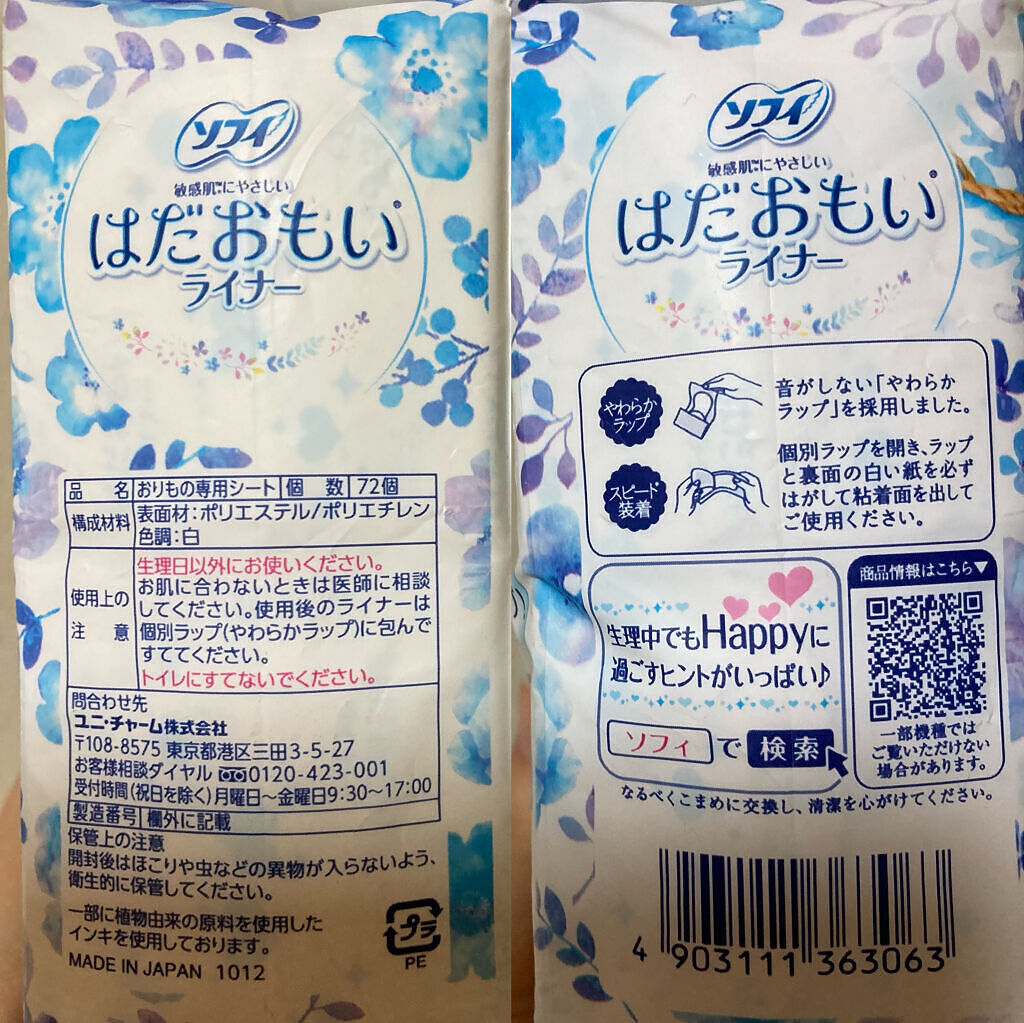 ソフィ
敏感肌にやさしい
はだおもい
ライナー
品 名 おりもの専用シート 個 数 72個
構成材料 表面材:ポリエステル/ポリエチレン
色調:白
使用上の注意
生理日以外にお使いください。
お肌に合わないときは医師に相談
してください。使用後のライナーは
個別ラップ(やわらかラップ)に包んで
すててください。
トイレにすてないでください。
問合わせ先
ユニ・チャーム株式会社
〒108-8575 東京都港区三田3-5-27
お客様相談ダイヤル 0120-423-001
受付時間(祝日を除く)月曜日〜金曜日9:30〜17:00
製造番号 欄外に記載
保管上の注意
開封後はほこりや虫などの異物が入らないよう、
衛生的に保管してください。
一部に植物由来の原料を使用した
インキを使用しております。
MADE IN JAPAN 1012
プラ
PE
ソフィ
敏感肌にやさしい
はだおもい
ライナー
やわらか
ラップ
音がしない「やわらか
ラップ」を採用しました。
スピード
装着
個別ラップを開き、ラップ
と裏面の白い紙を必ず
はがして粘着面を出して
ご使用ください。
生理中でもHappyに
過ごすヒントがいっぱい♪
ソフィ で 検索
商品情報はこちら▼
一部機種では
ご覧いただけない
場合があります。
なるべくこまめに交換し、清潔を心がけてください。
4 903111 363063